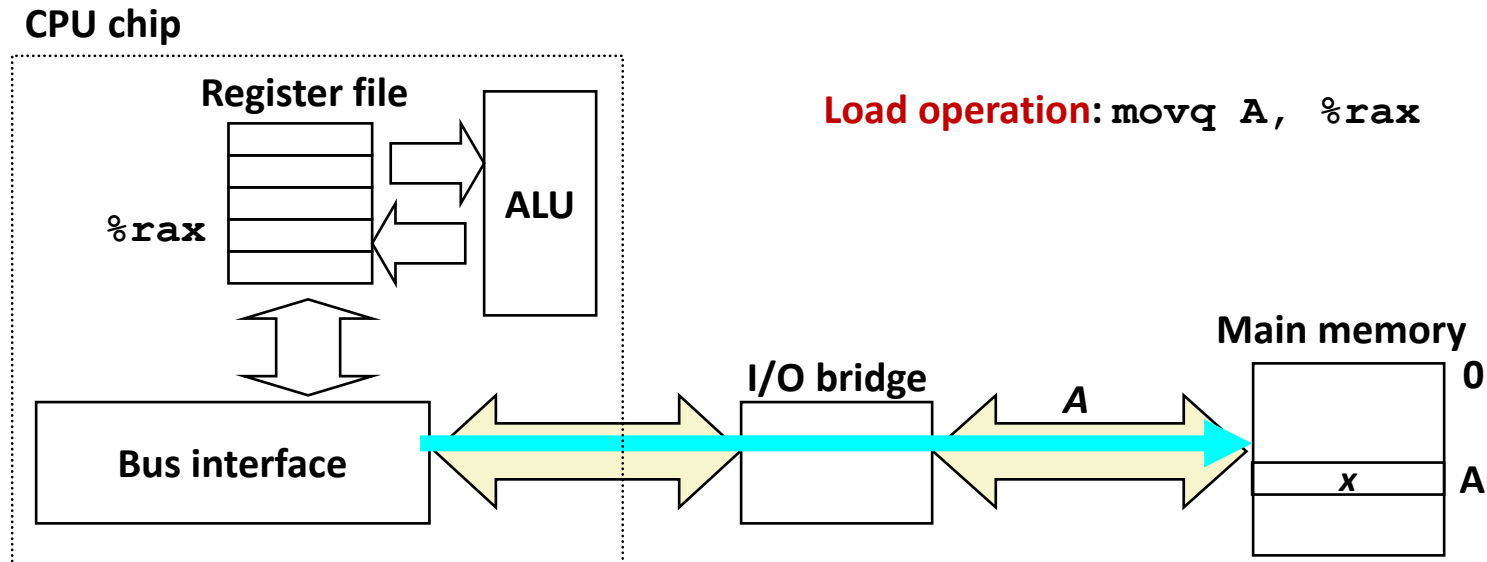 CPU chip
Register file
Load operation: movq A, %rax
ALU
%rax
Main memory
0
I/O bridge
A
Bus interface
x
A